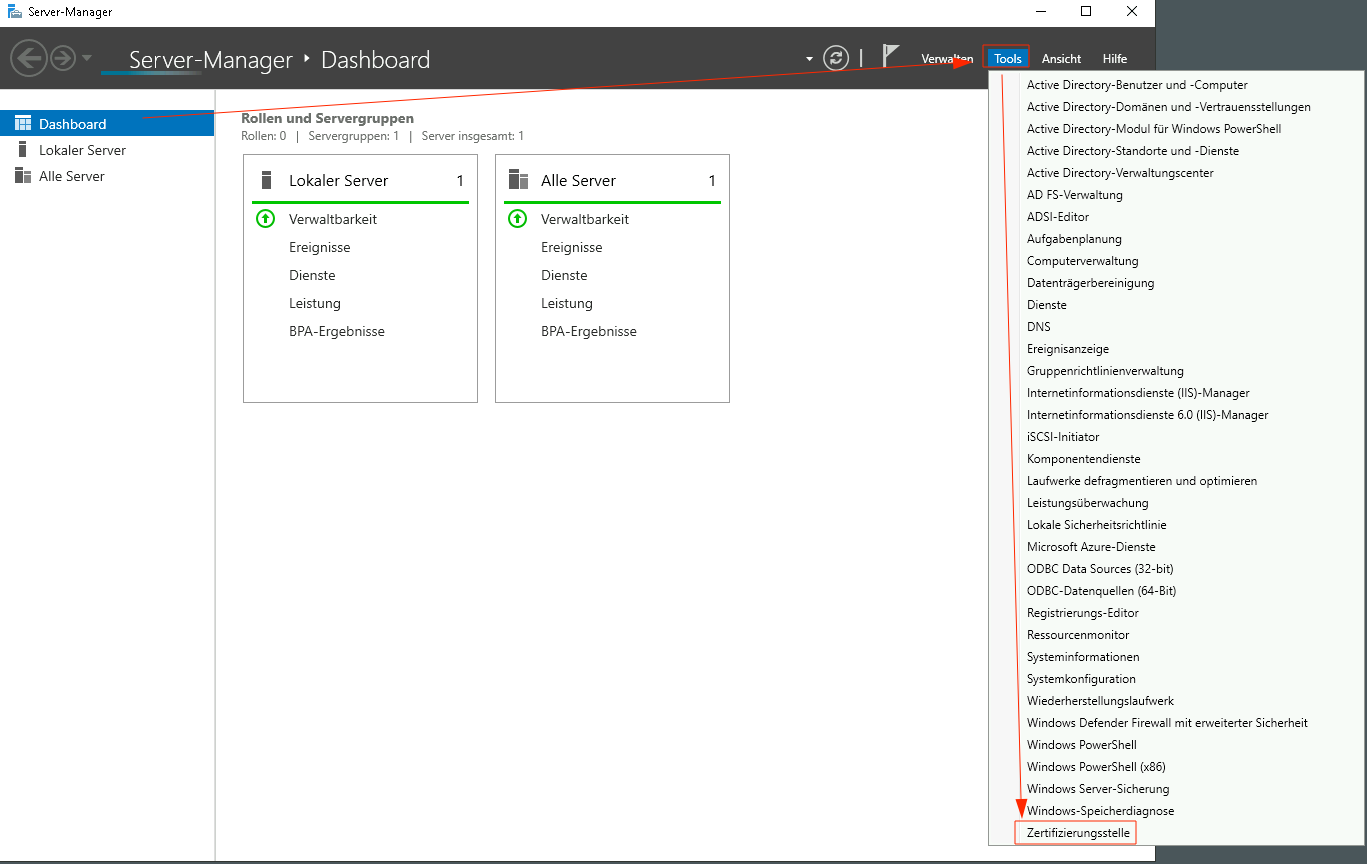 Server-Manager
Server-Manager Dashboard
Verwalten Tools Ansicht Hilfe
Dashboard
Lokaler Server
Alle Server
Rollen und Servergruppen
Rollen: 0 | Servergruppen: 1 | Server insgesamt: 1
Lokaler Server 1
Verwaltbarkeit
Ereignisse
Dienste
Leistung
BPA-Ergebnisse
Alle Server 1
Verwaltbarkeit
Ereignisse
Dienste
Leistung
BPA-Ergebnisse
Active Directory-Benutzer und -Computer
Active Directory-Domänen und -Vertrauensstellungen
Active Directory-Modul für Windows PowerShell
Active Directory-Standorte und -Dienste
Active Directory-Verwaltungscenter
AD FS-Verwaltung
ADSI-Editor
Aufgabenplanung
Computerverwaltung
Datenträgerbereinigung
Dienste
DNS
Ereignisanzeige
Gruppenrichtlinienverwaltung
Internetinformationsdienste (IIS)-Manager
Internetinformationsdienste 6.0 (IIS)-Manager
iSCSI-Initiator
Komponentendienste
Laufwerke defragmentieren und optimieren
Leistungsüberwachung
Lokale Sicherheitsrichtlinie
Microsoft Azure-Dienste
ODBC Data Sources (32-bit)
ODBC-Datenquellen (64-Bit)
Registrierungs-Editor
Ressourcenmonitor
Systeminformationen
Systemkonfiguration
Wiederherstellungslaufwerk
Windows Defender Firewall mit erweiterter Sicherheit
Windows PowerShell
Windows PowerShell (x86)
Windows Server-Sicherung
Windows-Speicherdiagnose
Zertifizierungsstelle